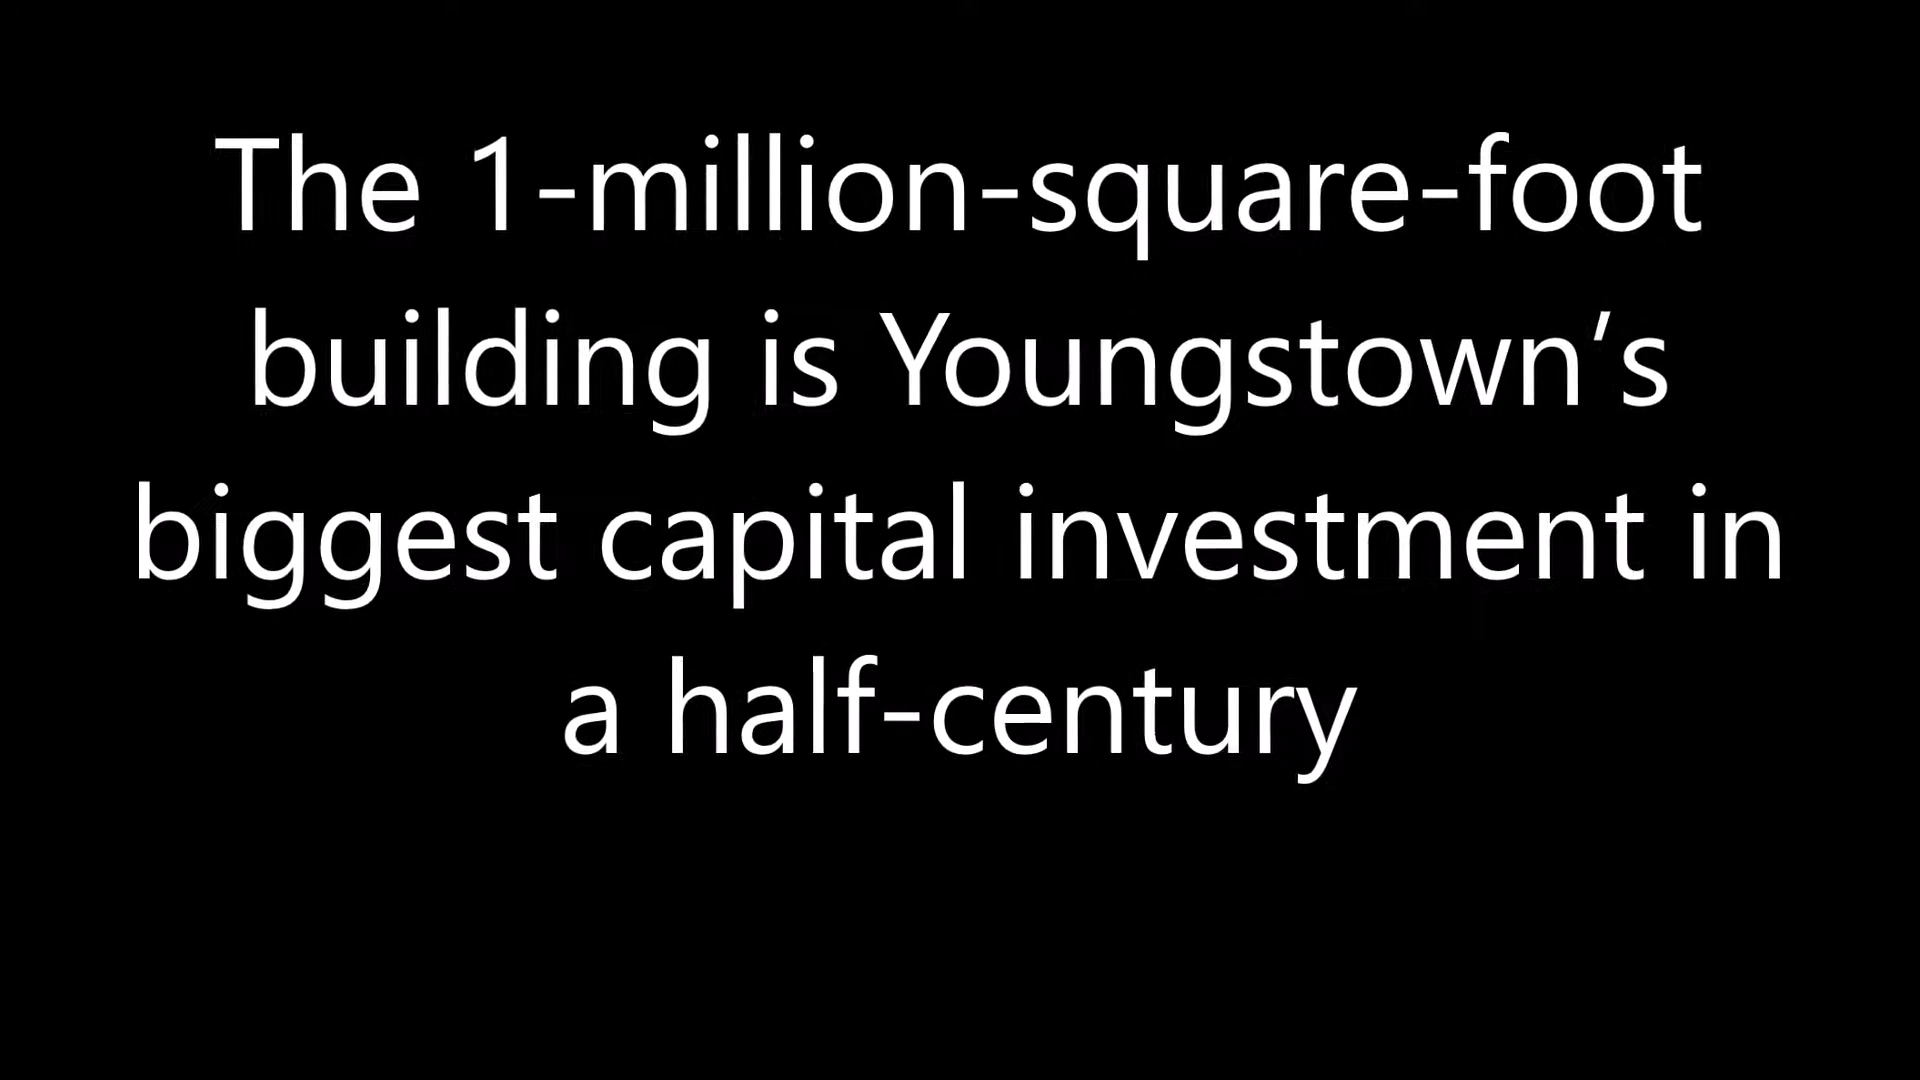 The 1-million-square-foot
building is Youngstown’s
biggest capital investment in
a half-century